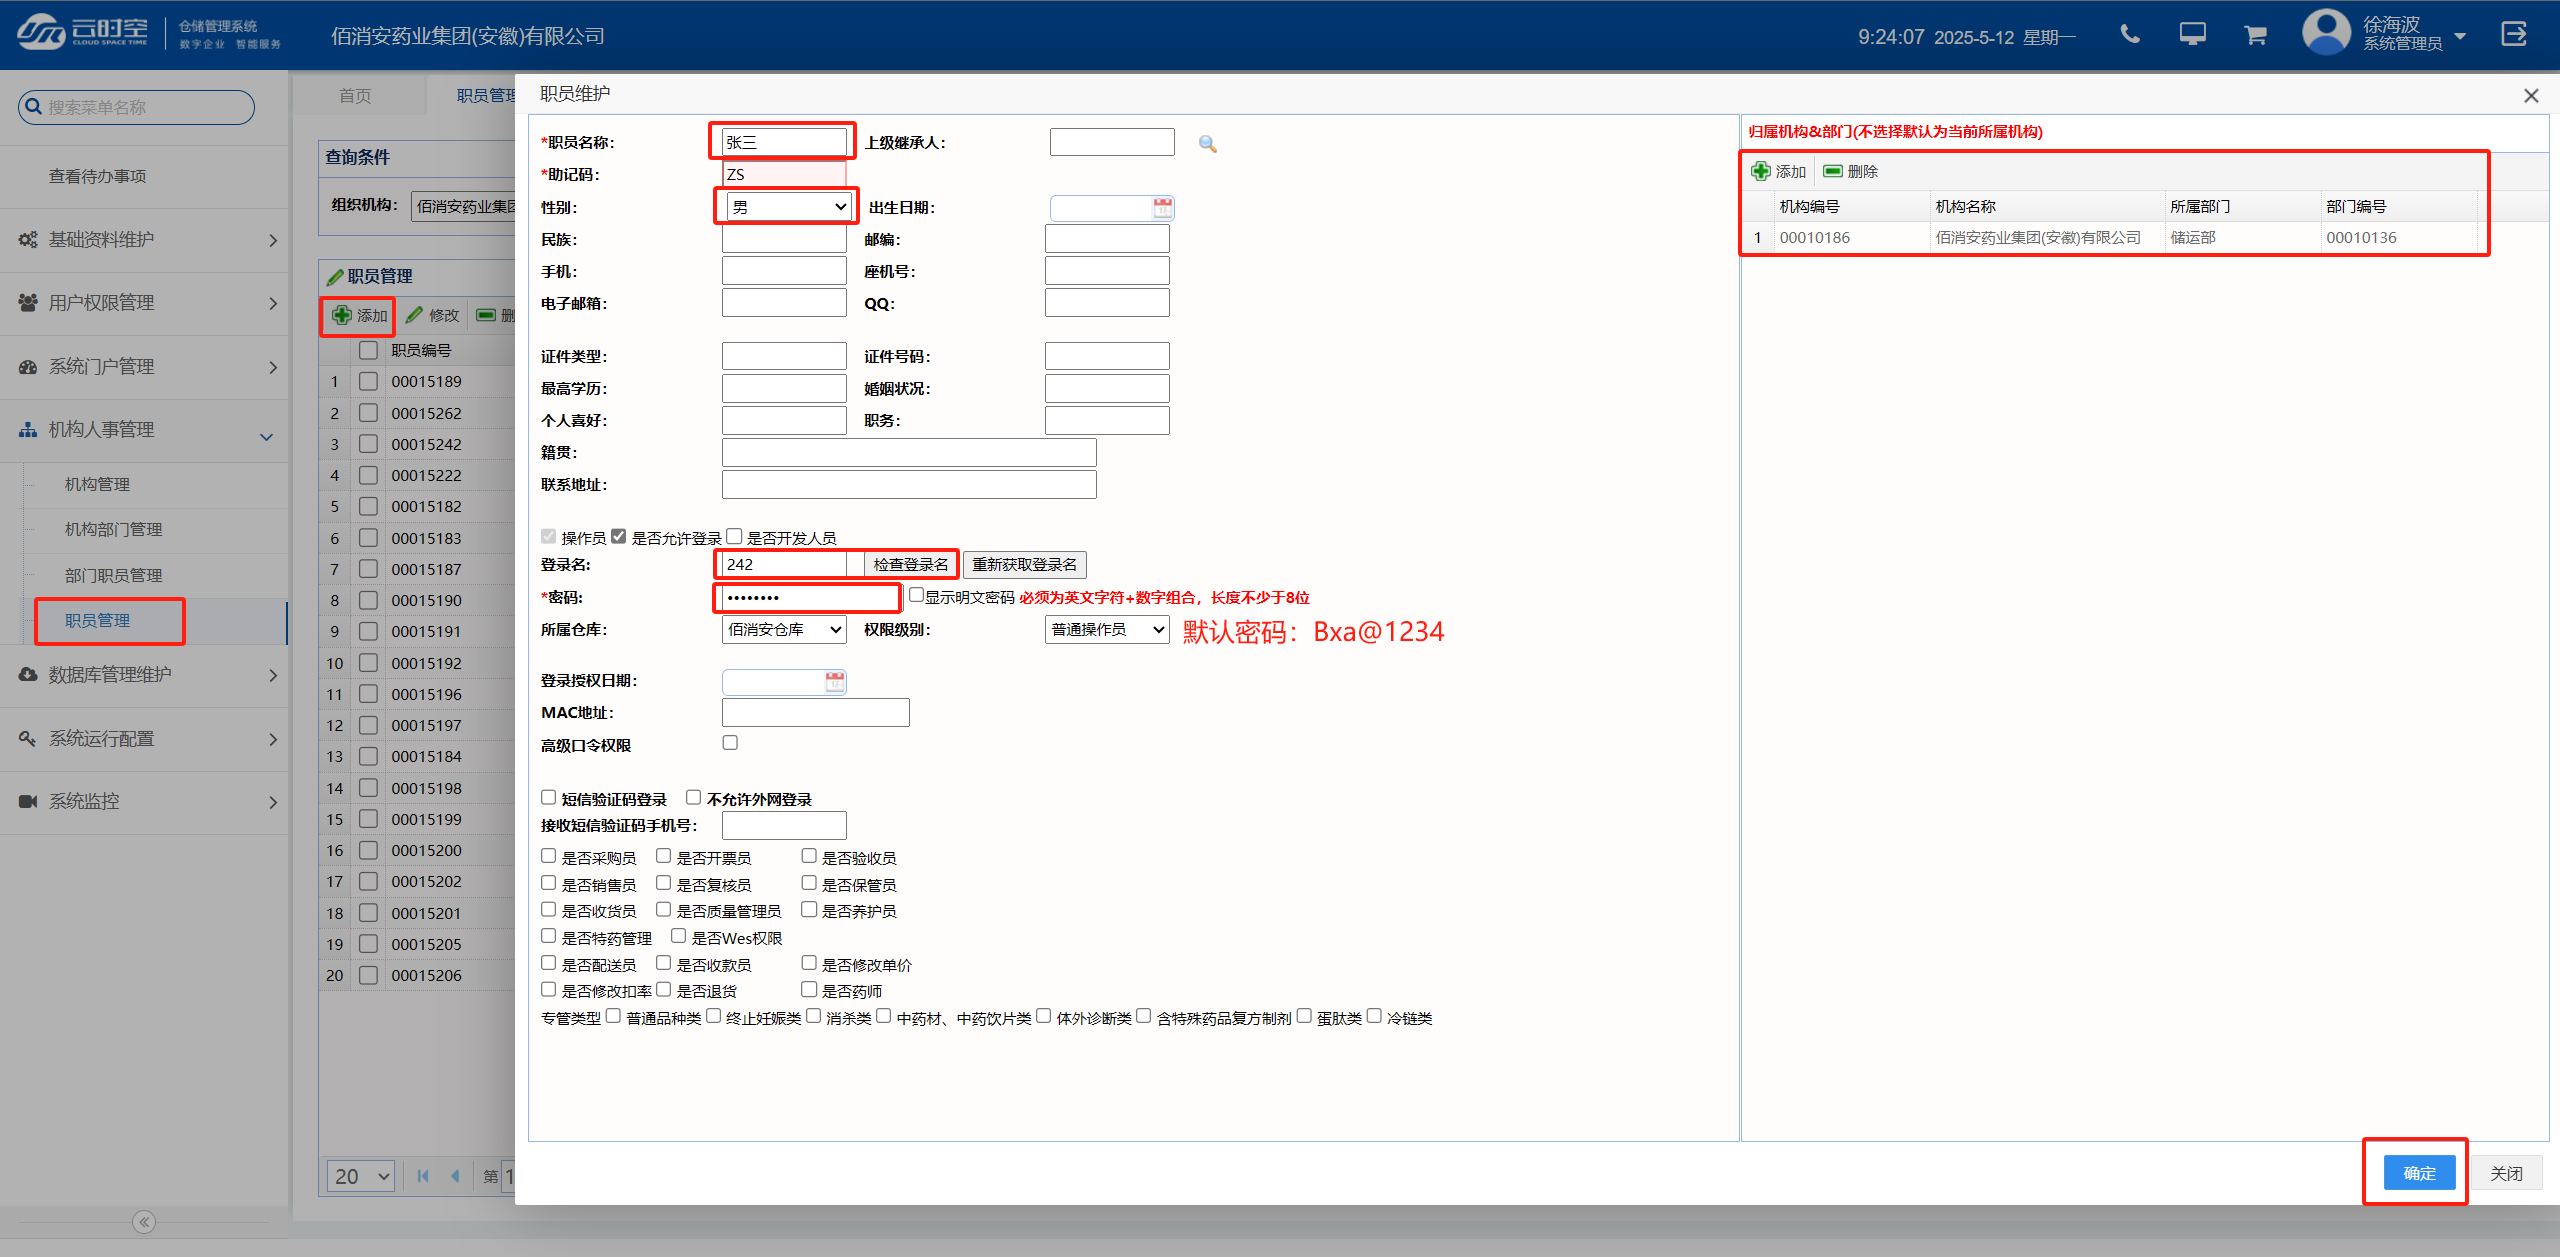 云时空
CLOUD SPACE TIME
仓储管理系统
数字企业 智能服务
佰消安药业集团(安徽)有限公司
9:24:07 2025-5-12 星期一
徐海波
系统管理员
搜索菜单名称
查看待办事项
基础资料维护
用户权限管理
系统门户管理
机构人事管理
机构管理
机构部门管理
部门职员管理
职员管理
数据库管理维护
系统运行配置
系统监控
首页
职员管理
查询条件
组织机构: 佰消安药业集团
职员管理
添加 修改 删
职员编号
1 00015189
2 00015262
3 00015242
4 00015222
5 00015182
6 00015183
7 00015187
8 00015190
9 00015191
10 00015192
11 00015196
12 00015197
13 00015184
14 00015198
15 00015199
16 00015200
17 00015202
18 00015201
19 00015205
20 00015206
20 第 1
职员维护
*职员名称: 张三 上级继承人:
*助记码: ZS
性别: 男 出生日期:
民族: 邮编:
手机: 座机号:
电子邮箱: QQ:
证件类型: 证件号码:
最高学历: 婚姻状况:
个人喜好: 职务:
籍贯:
联系地址:
操作员 是否允许登录 是否开发人员
登录名: 242 检查登录名 重新获取登录名
*密码: •••••••• 显示明文密码 必须为英文字符+数字组合，长度不少于8位
所属仓库: 佰消安仓库 权限级别: 普通操作员 默认密码：Bxa@1234
登录授权日期:
MAC地址:
高级口令权限
短信验证码登录 不允许外网登录
接收短信验证码手机号:
是否采购员 是否开票员 是否验收员
是否销售员 是否复核员 是否保管员
是否收货员 是否质量管理员 是否养护员
是否特药管理 是否Wes权限
是否配送员 是否收款员 是否修改单价
是否修改扣率 是否退货 是否药师
专管类型 普通品种类 终止妊娠类 消杀类 中药材、中药饮片类 体外诊断类 含特殊药品复方制剂 蛋肽类 冷链类
归属机构&部门(不选择默认为当前所属机构)
添加 删除
机构编号 机构名称 所属部门 部门编号
1 00010186 佰消安药业集团(安徽)有限公司 储运部 00010136
确定 关闭